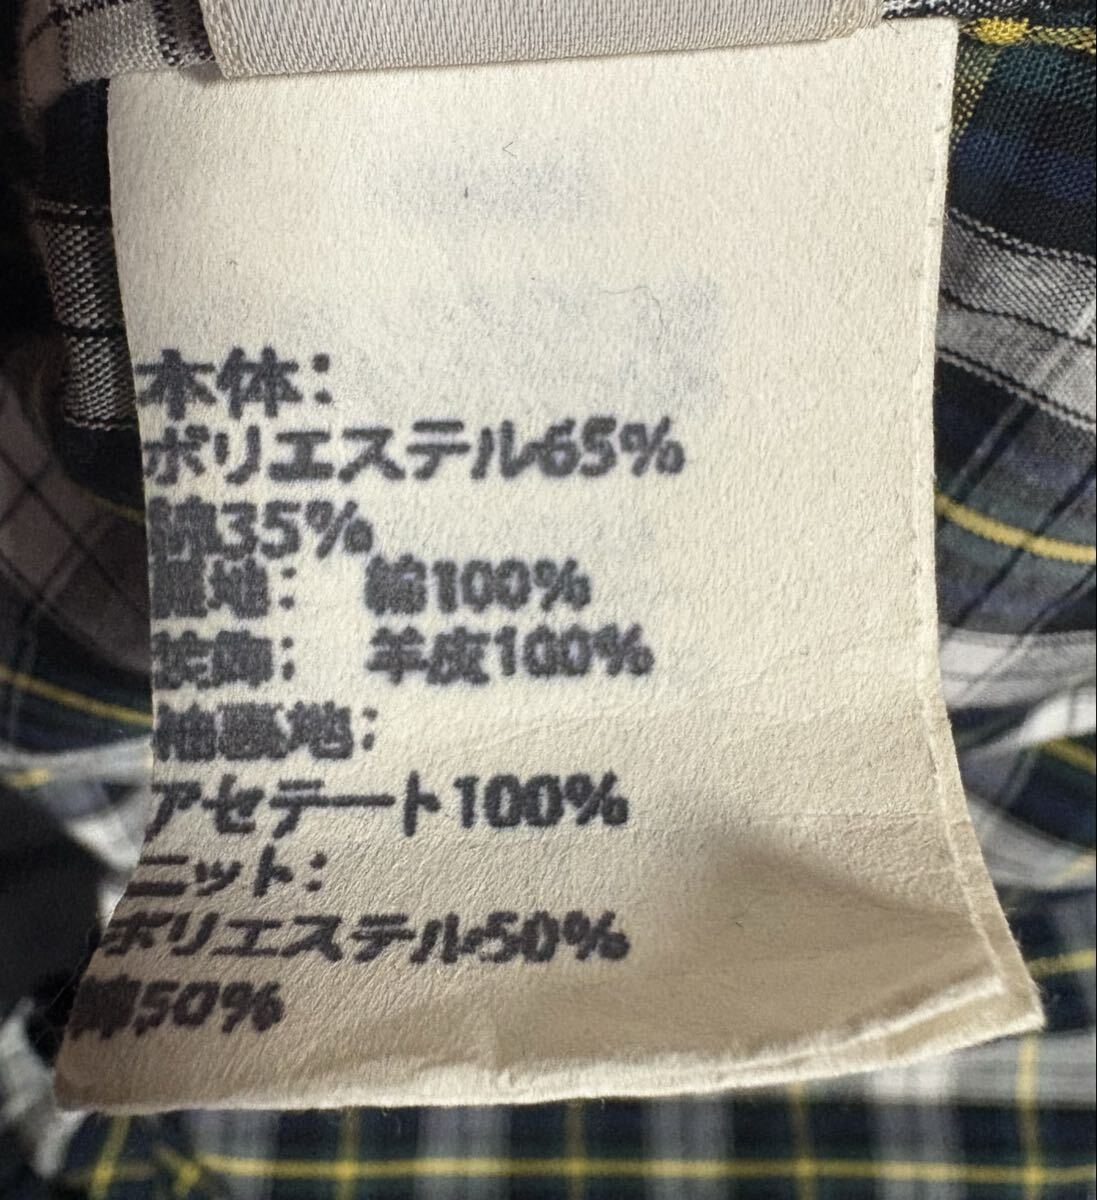 本体:
ポリエステル65%
綿35%
裏地: 綿100%
衣飾: 羊皮100%
袖裏地:
アセテート100%
ニット:
ポリエステル50%
綿50%